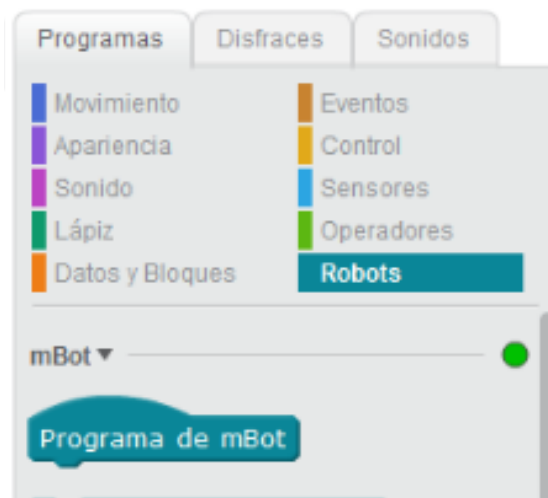 Programas Disfraces Sonidos
Movimiento Eventos
Apariencia Control
Sonido Sensores
Lápiz Operadores
Datos y Bloques Robots
mBot
Programa de mBot